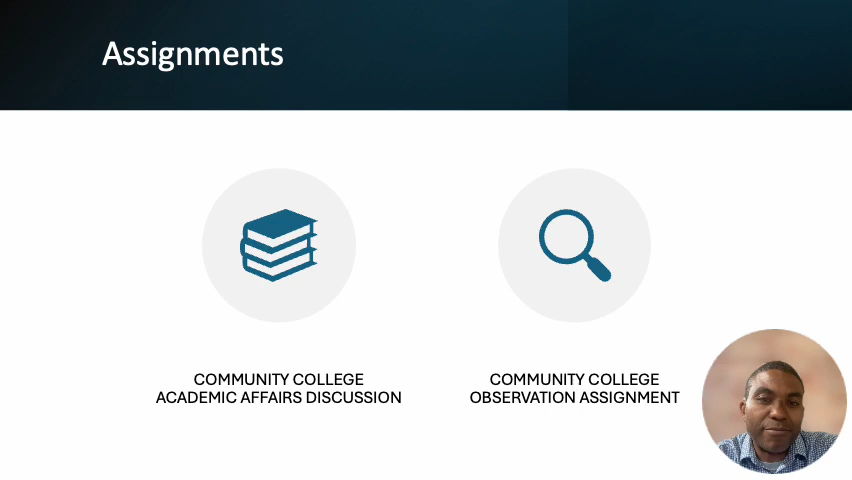 Assignments
COMMUNITY COLLEGE
ACADEMIC AFFAIRS DISCUSSION
COMMUNITY COLLEGE
OBSERVATION ASSIGNMENT